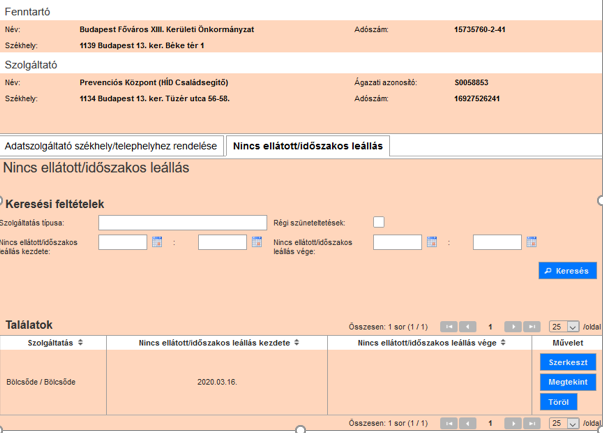 Fenntartó
Név: Budapest Főváros XIII. Kerületi Önkormányzat Adószám: 15735760-2-41
Székhely: 1139 Budapest 13. ker. Béke tér 1
Szolgáltató
Név: Prevenciós Központ (HÍD Családsegítő) Ágazati azonosító: S0058853
Székhely: 1134 Budapest 13. ker. Tüzér utca 56-58. Adószám: 16927526241
Adatszolgáltató székhely/telephelyhez rendelése Nincs ellátott/időszakos leállás
Nincs ellátott/időszakos leállás
Keresési feltételek
Szolgáltatás típusa: Régi szüneteltetések:
Nincs ellátott/időszakos : Nincs ellátott/időszakos :
leállás kezdete: leállás vége:
Keresés
Találatok Összesen: 1 sor (1 / 1) 1 25 /oldal
Szolgáltatás Nincs ellátott/időszakos leállás kezdete Nincs ellátott/időszakos leállás vége Művelet
Szerkeszt
Bölcsőde / Bölcsőde 2020.03.16. Megtekint
Töröl
Összesen: 1 sor (1 / 1) 1 25 /oldal